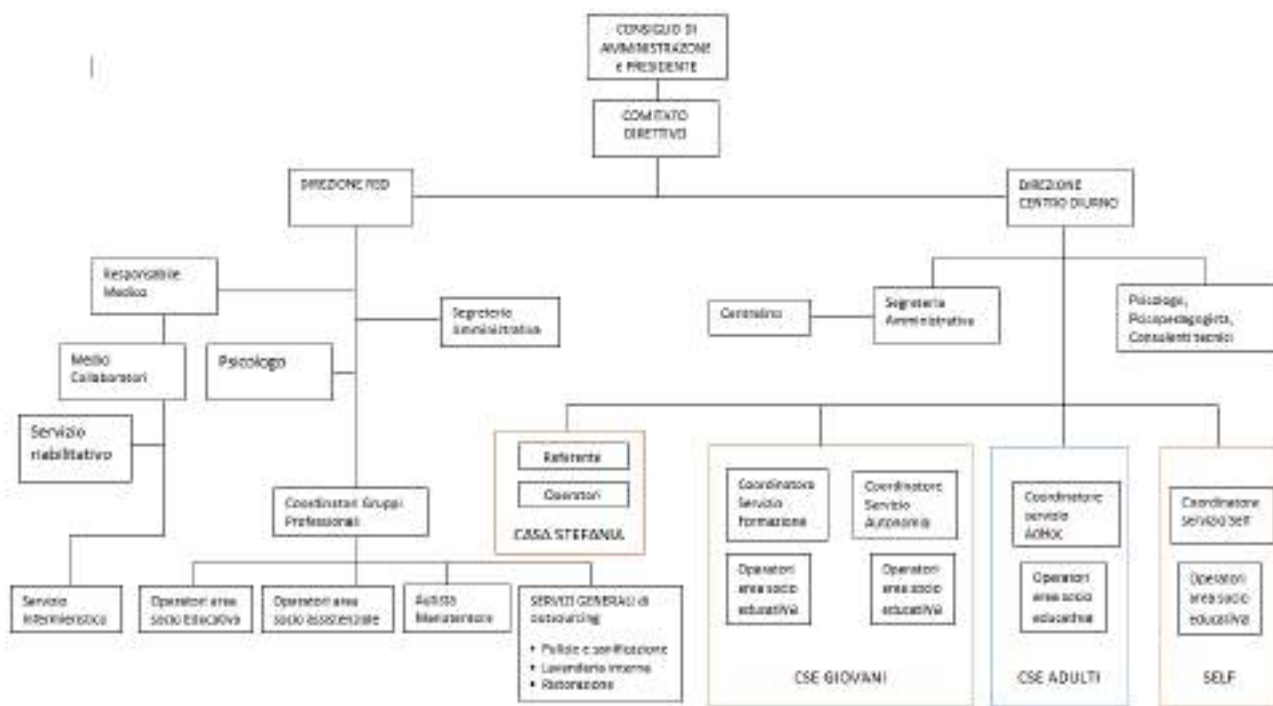 CONSIGLIO DI
AMMINISTRAZONE
e PRESIDENTE
COMITATO
DIRETTIVO
DIREZIONE RSD
DIREZIONE
CENTRO DIURNO
Responsabile
Medico
Segreteria
Amministrativa
Centralino
Segreteria
Amministrativa
Psicologo,
Psicopedagogista,
Consulenti tecnici
Medici
Collaboratori
Psicologo
Servizio
riabilitativo
Referente
Operatori
CASA STEFANIA
Coordinatori Gruppi
Professionali
Coordinatore
Servizio
Formazione
Coordinatore
Servizio
Autonomia
Coordinatore
servizio
AdHoc
Coordinatore
servizio Self
Operatori
area socio
educativa
Operatori
area socio
educativa
Operatori
area socio
educativa
Operatori
area socio
educativa
Servizio
Infermieristico
Operatori area
socio Educativa
Operatori area
socio assistenziale
Autista
Manutentore
SERVIZI GENERALI di
outsourcing
• Pulizie e sanificazione
• Lavanderia interna
• Ristorazione
CSE GIOVANI
CSE ADULTI
SELF